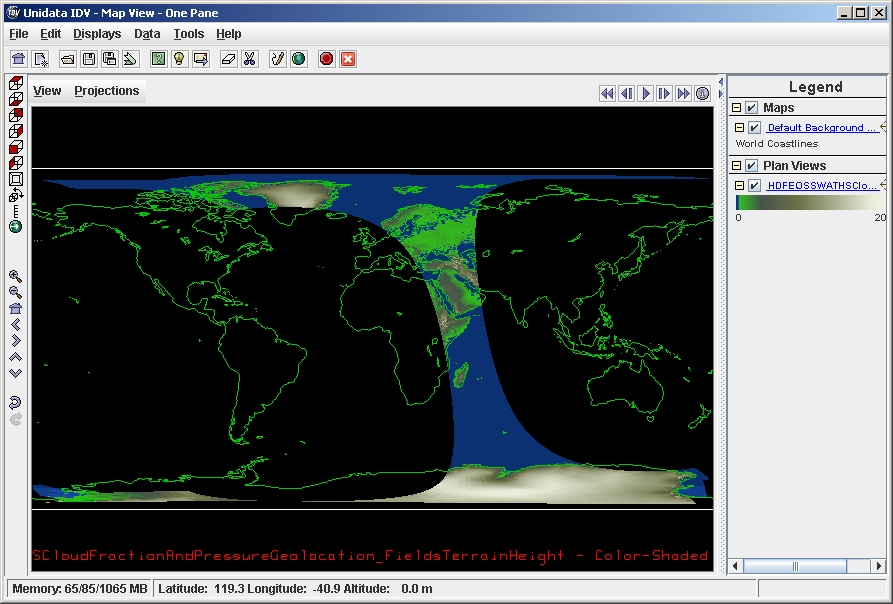 Unidata IDV - Map View - One Pane
File Edit Displays Data Tools Help
View Projections
Legend
Maps
Default Background ...
World Coastlines
Plan Views
HDFEOSSWATHSClo...
0 20
SCloudFractionAndPressureGeolocation_FieldsTerrainHeight - Color-Shaded
Memory: 65/85/1065 MB Latitude: 119.3 Longitude: -40.9 Altitude: 0.0 m